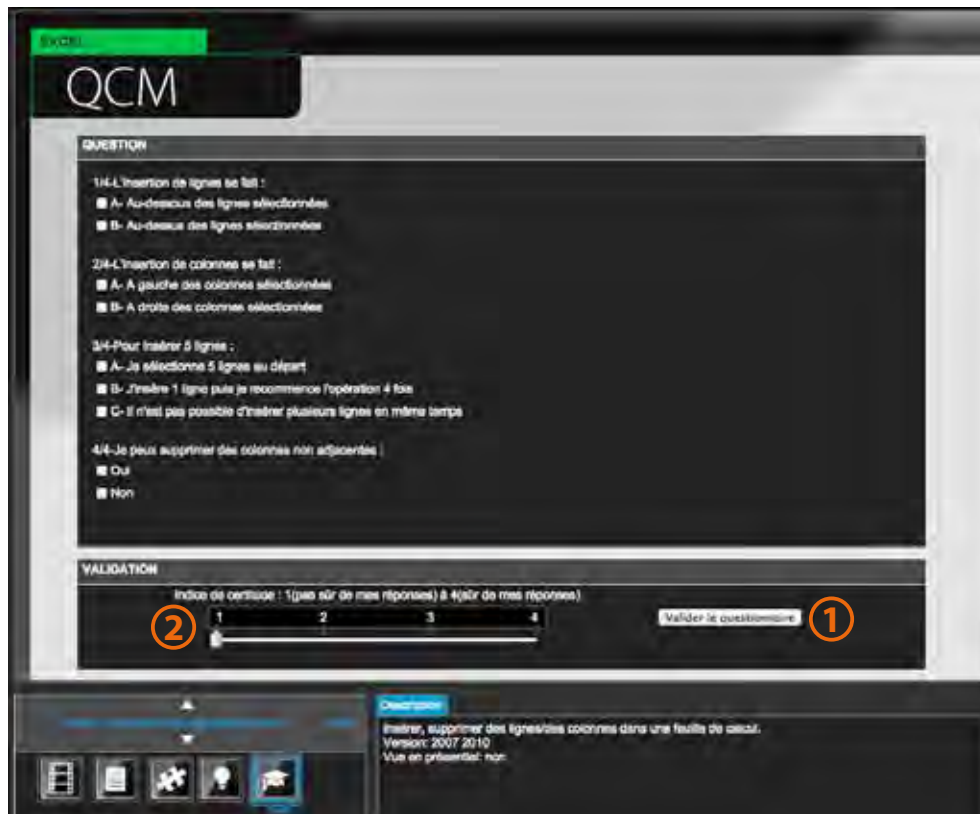 EXCEL
QCM
QUESTION
1/4-L'insertion de lignes se fait :
A- Au-dessous des lignes sélectionnées
B- Au-dessus des lignes sélectionnées
2/4-L'insertion de colonnes se fait :
A- A gauche des colonnes sélectionnées
B- A droite des colonnes sélectionnées
3/4-Pour insérer 5 lignes :
A- Je sélectionne 5 lignes au départ
B- J'insère 1 ligne puis je recommence l'opération 4 fois
C- Il n'est pas possible d'insérer plusieurs lignes en même temps
4/4-Je peux supprimer des colonnes non adjacentes :
Oui
Non
VALIDATION
Indice de certitude : 1(pas sûr de mes réponses) à 4(sûr de mes réponses)
1 2 3 4
② Valider le questionnaire ①
Description
Insérer, supprimer des lignes/des colonnes dans une feuille de calcul.
Version: 2007 2010
Vue en présentiel: non